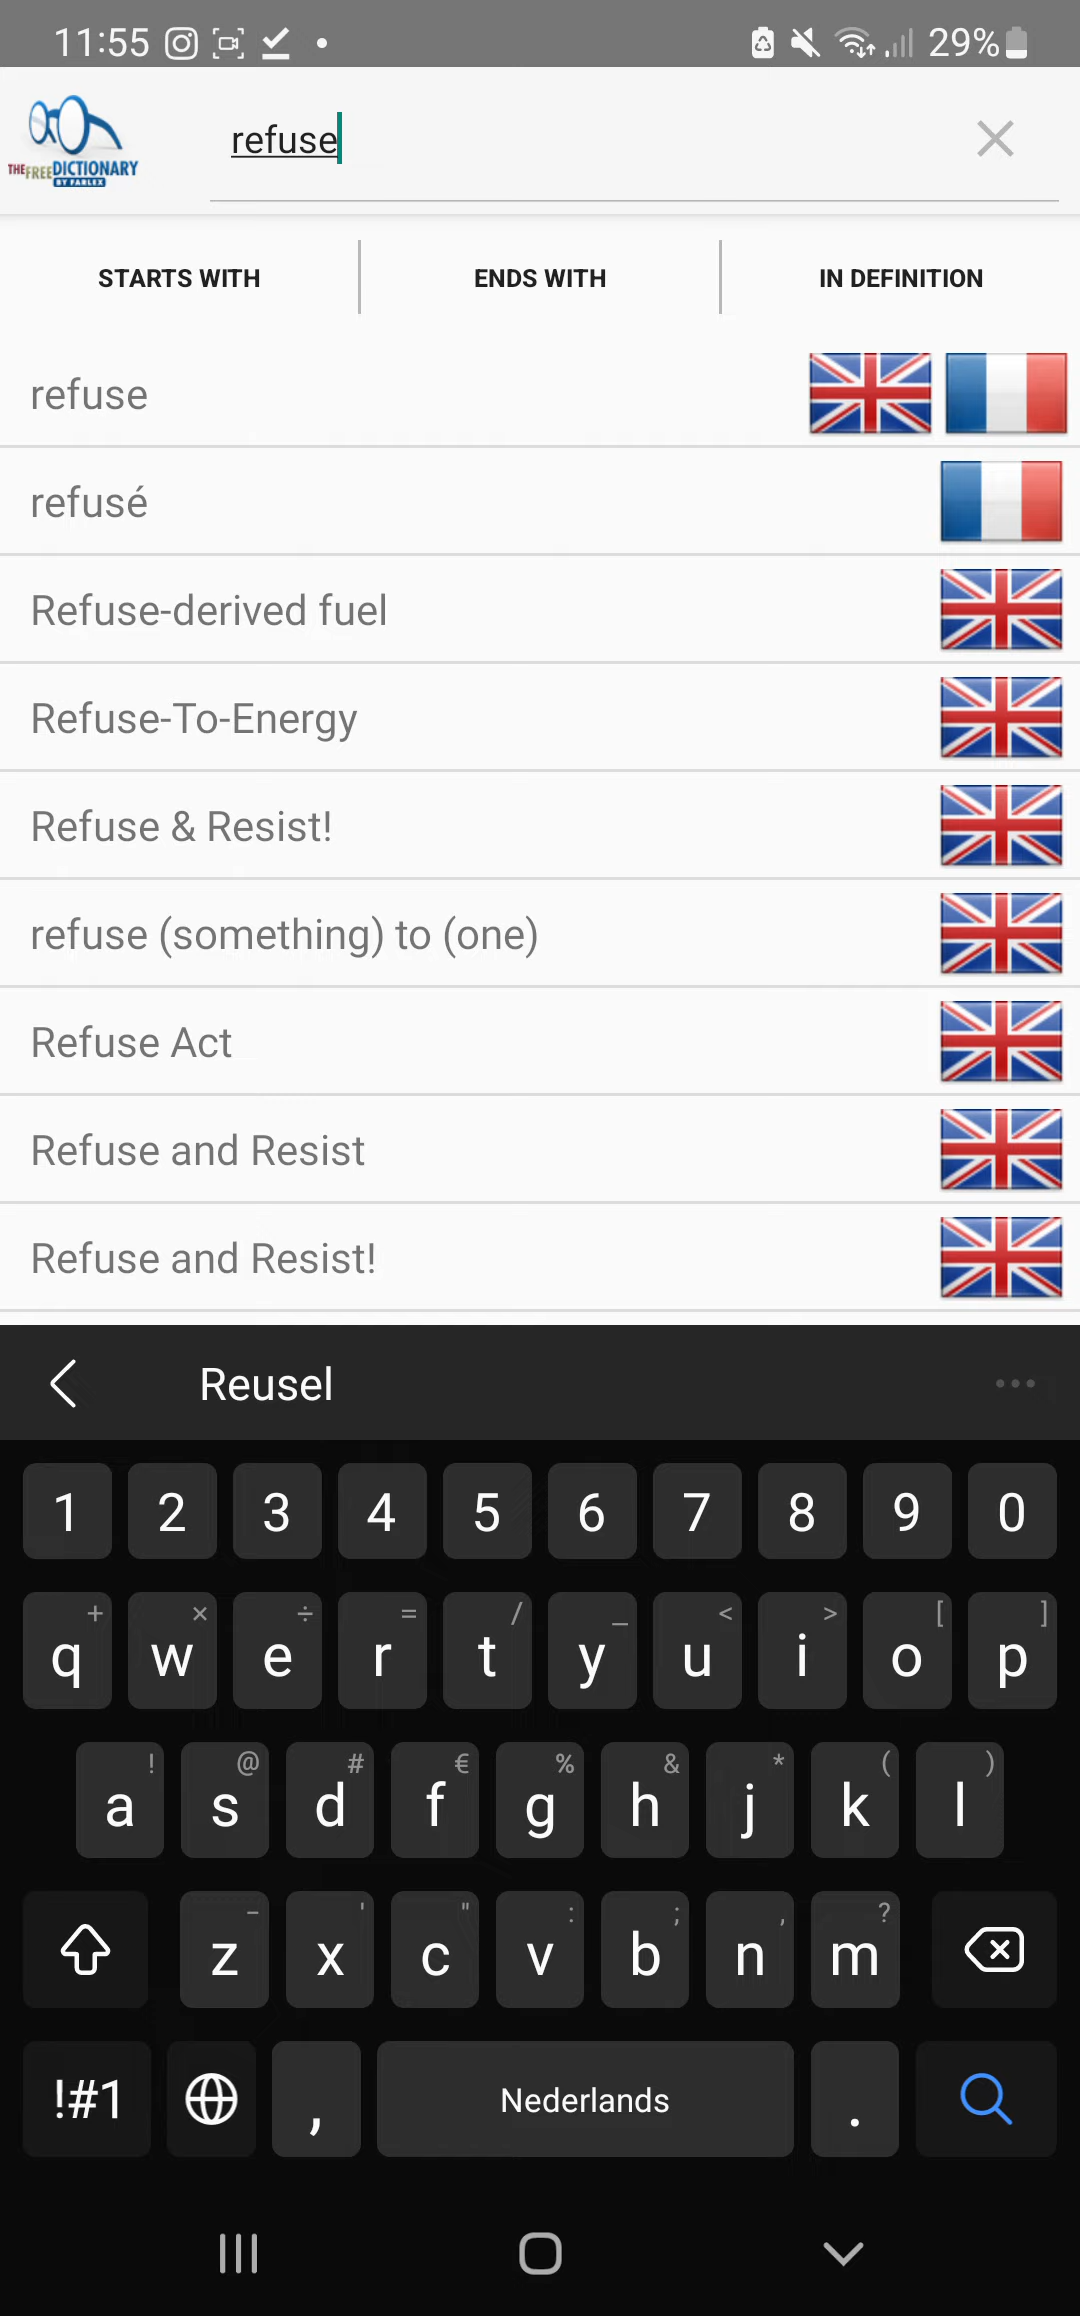 11:55
29%
THE FREE DICTIONARY
BY FARLEX
refuse
STARTS WITH
ENDS WITH
IN DEFINITION
refuse
refusé
Refuse-derived fuel
Refuse-To-Energy
Refuse & Resist!
refuse (something) to (one)
Refuse Act
Refuse and Resist
Refuse and Resist!
Reusel
1 2 3 4 5 6 7 8 9 0
+ × ÷ = / _ < > [ ]
q w e r t y u i o p
! @ # € % & * ( )
a s d f g h j k l
- ' " : ; , ?
z x c v b n m
!#1 , Nederlands .